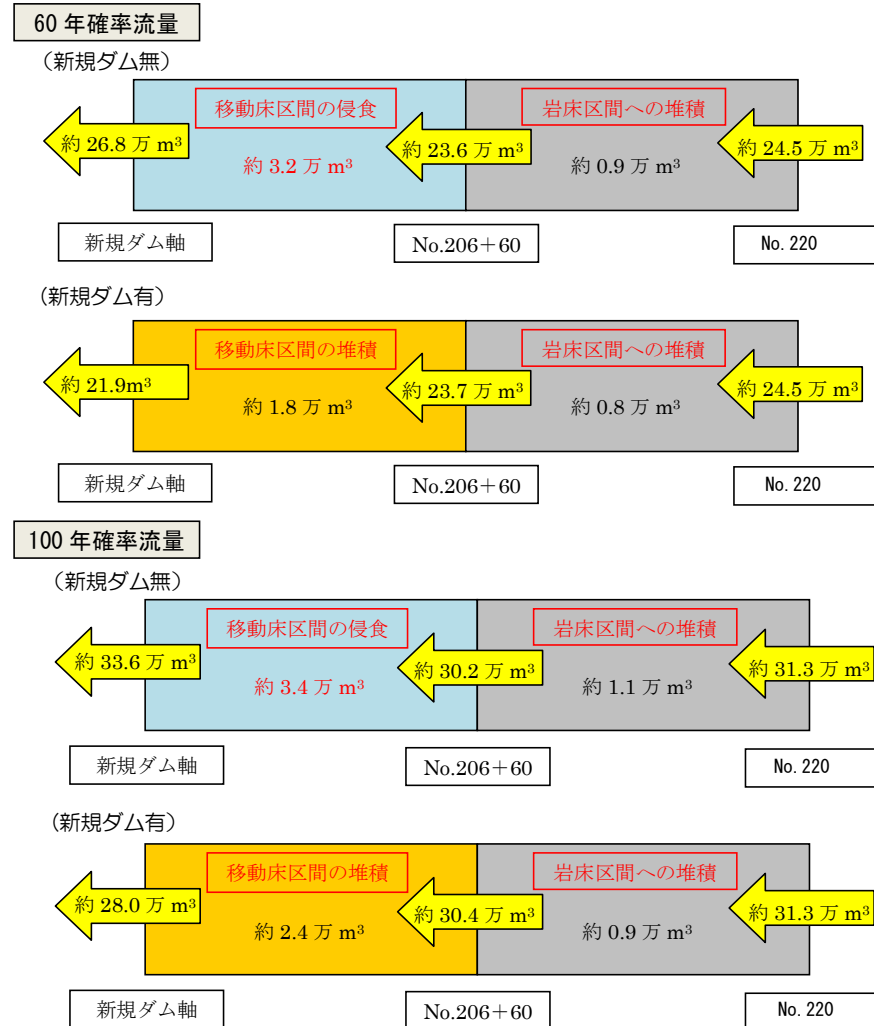 60 年確率流量
（新規ダム無）
移動床区間の侵食
岩床区間への堆積
約 26.8 万 m³
約 3.2 万 m³
約 23.6 万 m³
約 0.9 万 m³
約 24.5 万 m³
新規ダム軸
No.206＋60
No. 220
（新規ダム有）
移動床区間の堆積
岩床区間への堆積
約 21.9m³
約 1.8 万 m³
約 23.7 万 m³
約 0.8 万 m³
約 24.5 万 m³
新規ダム軸
No.206＋60
No. 220
100 年確率流量
（新規ダム無）
移動床区間の侵食
岩床区間への堆積
約 33.6 万 m³
約 3.4 万 m³
約 30.2 万 m³
約 1.1 万 m³
約 31.3 万 m³
新規ダム軸
No.206＋60
No. 220
（新規ダム有）
移動床区間の堆積
岩床区間への堆積
約 28.0 万 m³
約 2.4 万 m³
約 30.4 万 m³
約 0.9 万 m³
約 31.3 万 m³
新規ダム軸
No.206＋60
No. 220